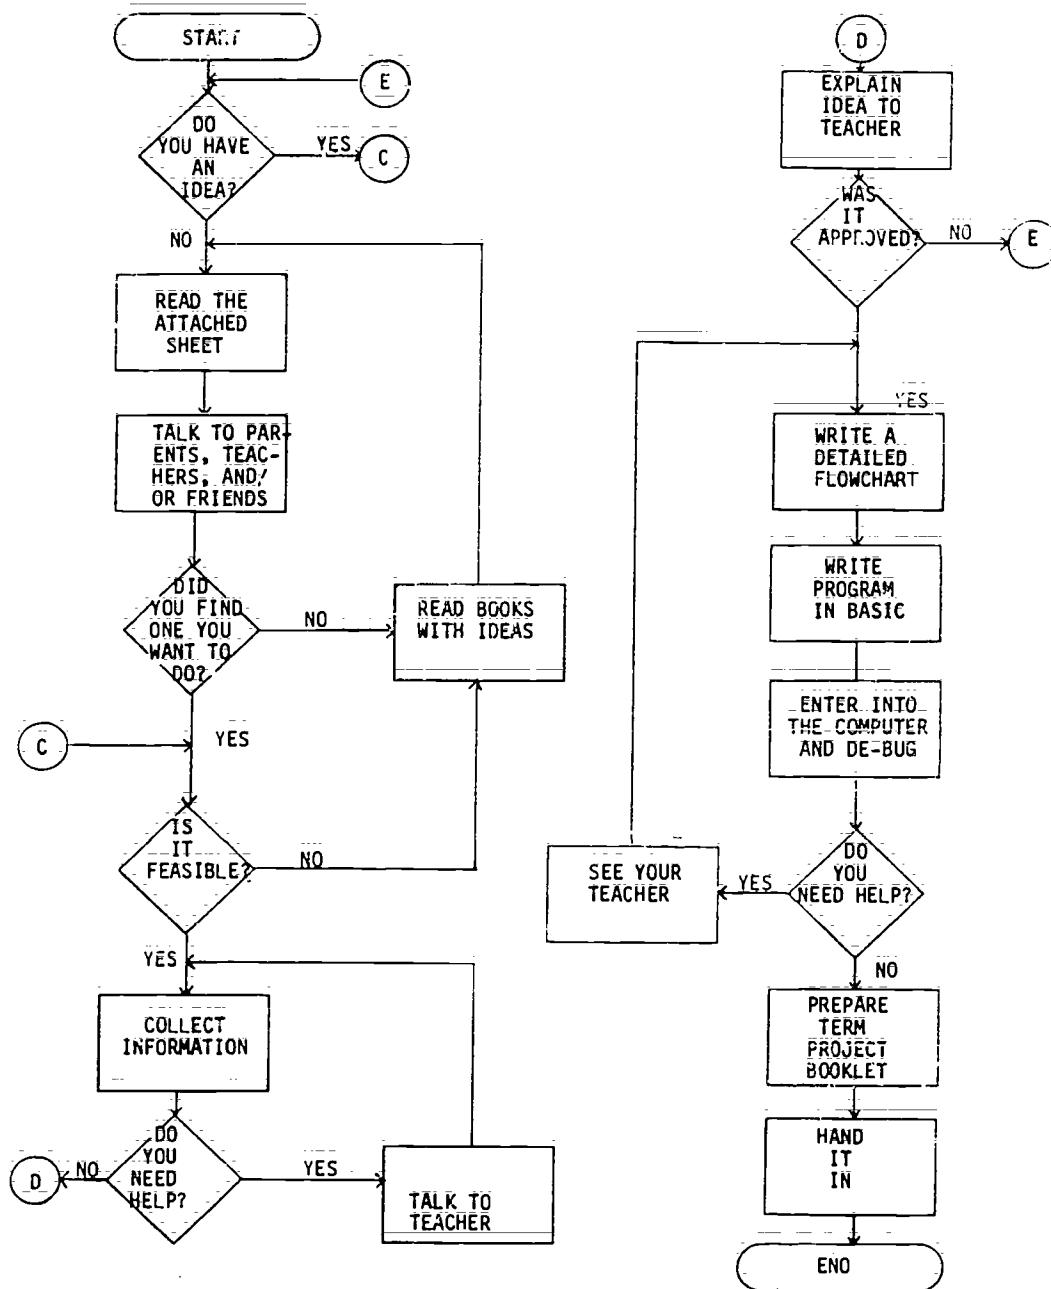 START
E
DO
YOU HAVE
AN
IDEA?
YES
C
NO
READ THE
ATTACHED
SHEET
TALK TO PAR-
ENTS, TEAC-
HERS, AND/
OR FRIENDS
DID
YOU FIND
ONE YOU
WANT TO
DO?
NO
READ BOOKS
WITH IDEAS
C
YES
IS
IT
FEASIBLE?
NO
YES
COLLECT
INFORMATION
DO
YOU
NEED
HELP?
NO
D
YES
TALK TO
TEACHER
D
EXPLAIN
IDEA TO
TEACHER
WAS
IT
APPROVED?
NO
E
YES
WRITE A
DETAILED
FLOWCHART
WRITE
PROGRAM
IN BASIC
ENTER INTO
THE COMPUTER
AND DE-BUG
DO
YOU
NEED HELP?
YES
SEE YOUR
TEACHER
NO
PREPARE
TERM
PROJECT
BOOKLET
HAND
IT
IN
END